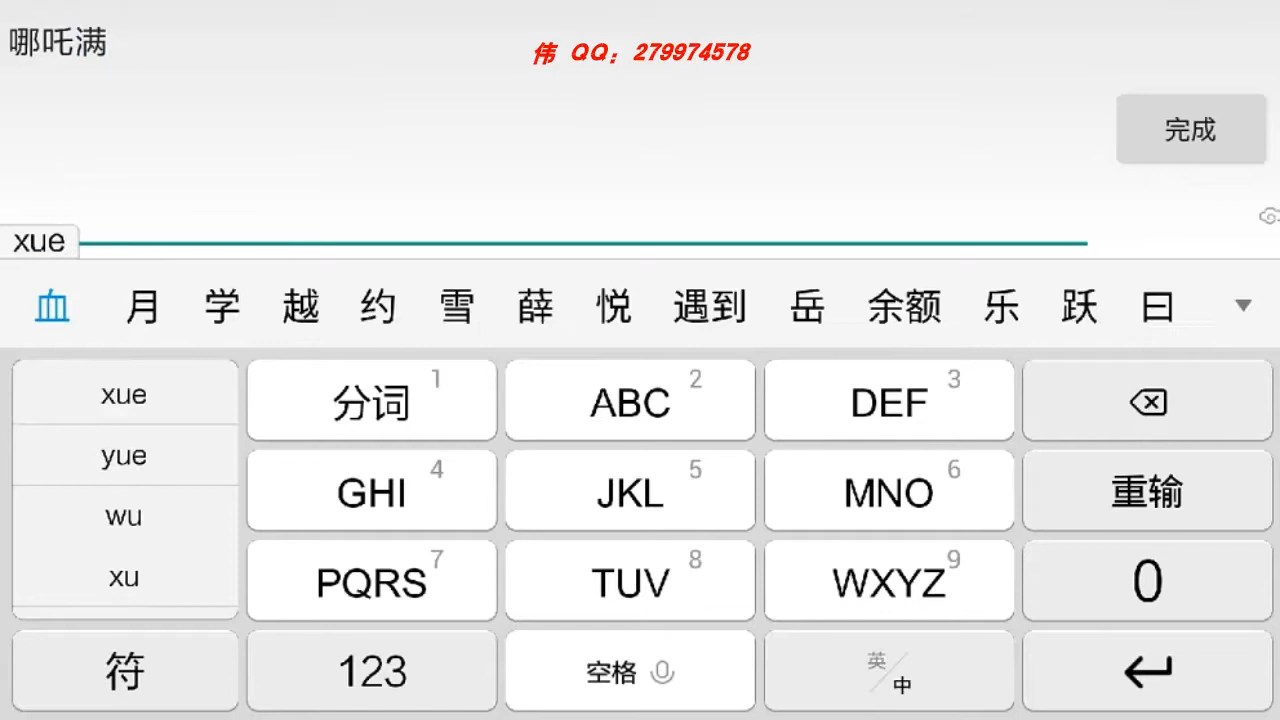 哪吒满
伟 QQ：279974578
完成
xue
血 月 学 越 约 雪 薛 悦 遇到 岳 余额 乐 跃 曰
xue 分词 1 ABC 2 DEF 3
yue
wu GHI 4 JKL 5 MNO 6 重输
xu PQRS 7 TUV 8 WXYZ 9 0
符 123 空格 英/中